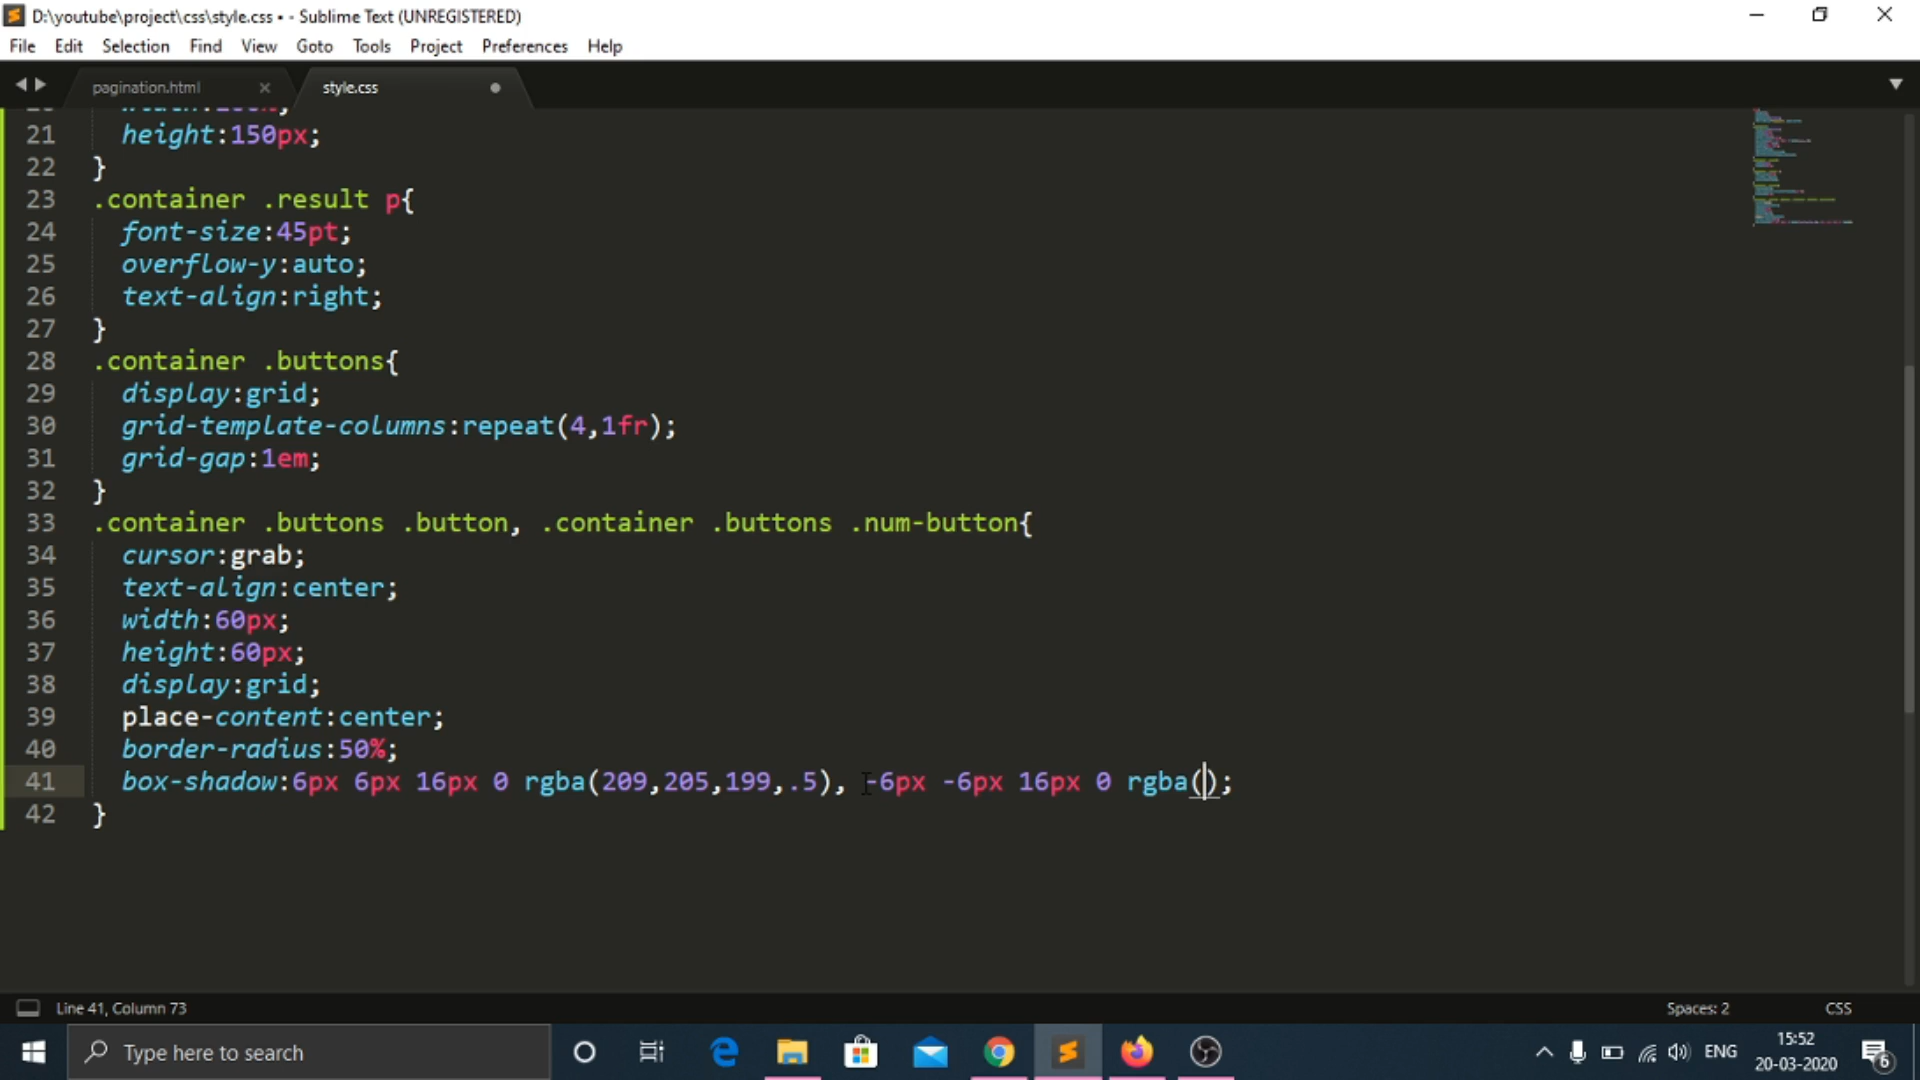 D:\youtube\project\css\style.css • - Sublime Text (UNREGISTERED)
File Edit Selection Find View Goto Tools Project Preferences Help
pagination.html × style.css
21 height:150px;
22 }
23 .container .result p{
24 font-size:45pt;
25 overflow-y:auto;
26 text-align:right;
27 }
28 .container .buttons{
29 display:grid;
30 grid-template-columns:repeat(4,1fr);
31 grid-gap:1em;
32 }
33 .container .buttons .button, .container .buttons .num-button{
34 cursor:grab;
35 text-align:center;
36 width:60px;
37 height:60px;
38 display:grid;
39 place-content:center;
40 border-radius:50%;
41 box-shadow:6px 6px 16px 0 rgba(209,205,199,.5), -6px -6px 16px 0 rgba();
42 }
Line 41, Column 73 Spaces: 2 CSS
Type here to search
ENG
15:52
20-03-2020
6